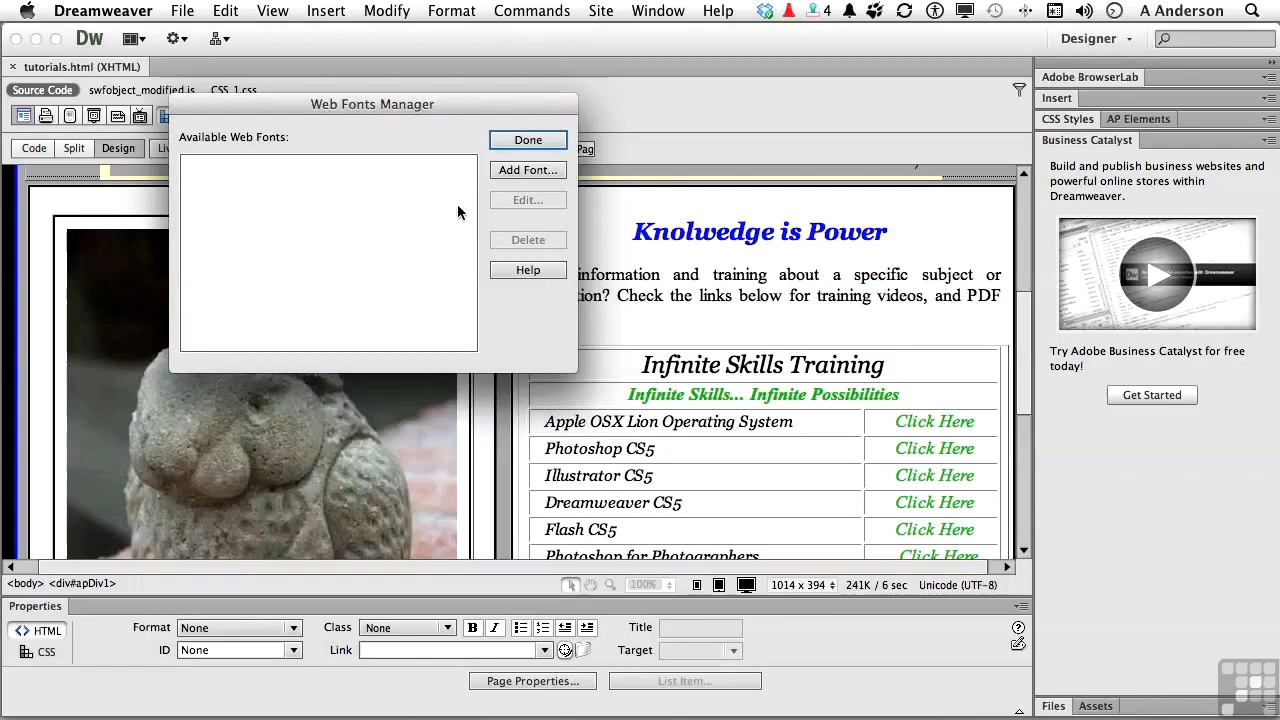 Dreamweaver File Edit View Insert Modify Format Commands Site Window Help 4 A Anderson
Dw Designer
× tutorials.html (XHTML)
Source Code swfobject_modified.js CSS_1.css
Web Fonts Manager
Available Web Fonts:
Done
Add Font...
Edit...
Delete
Help
Code Split Design Liv Pag
Knolwedge is Power
information and training about a specific subject or
tion? Check the links below for training videos, and PDF
Infinite Skills Training
Infinite Skills... Infinite Possibilities
Apple OSX Lion Operating System Click Here
Photoshop CS5 Click Here
Illustrator CS5 Click Here
Dreamweaver CS5 Click Here
Flash CS5 Click Here
Photoshop for Photographers Click Here
Adobe BrowserLab
Insert
CSS Styles AP Elements
Business Catalyst
Build and publish business websites and
powerful online stores within
Dreamweaver.
Try Adobe Business Catalyst for free
today!
Get Started
<body> <div#apDiv1> 100% 1014 x 394 241K / 6 sec Unicode (UTF-8)
Properties
HTML Format None Class None B I Title
CSS ID None Link Target
Page Properties... List Item...
Files Assets